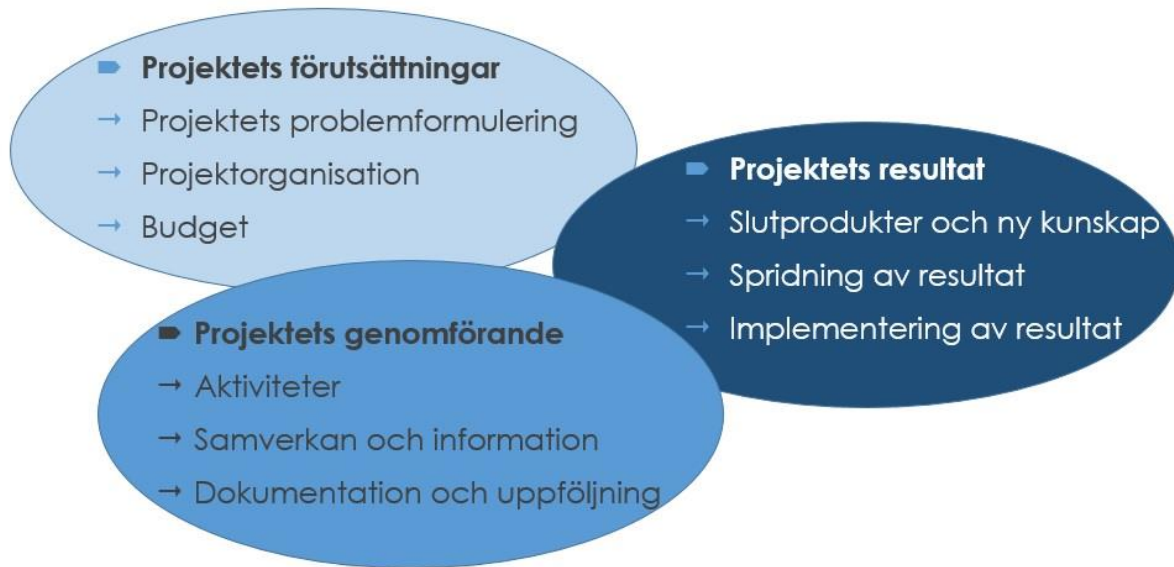 Projektets förutsättningar
→ Projektets problemformulering
→ Projektorganisation
→ Budget
Projektets resultat
→ Slutprodukter och ny kunskap
→ Spridning av resultat
→ Implementering av resultat
Projektets genomförande
→ Aktiviteter
→ Samverkan och information
→ Dokumentation och uppföljning